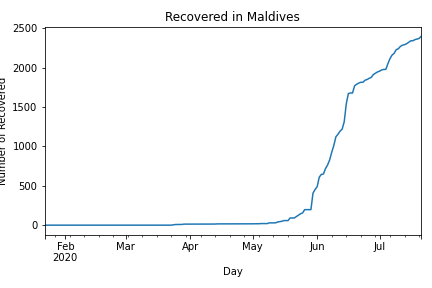 Recovered in Maldives
Number of Recovered
2500
2000
1500
1000
500
0
Feb Mar Apr May Jun Jul
2020
Day